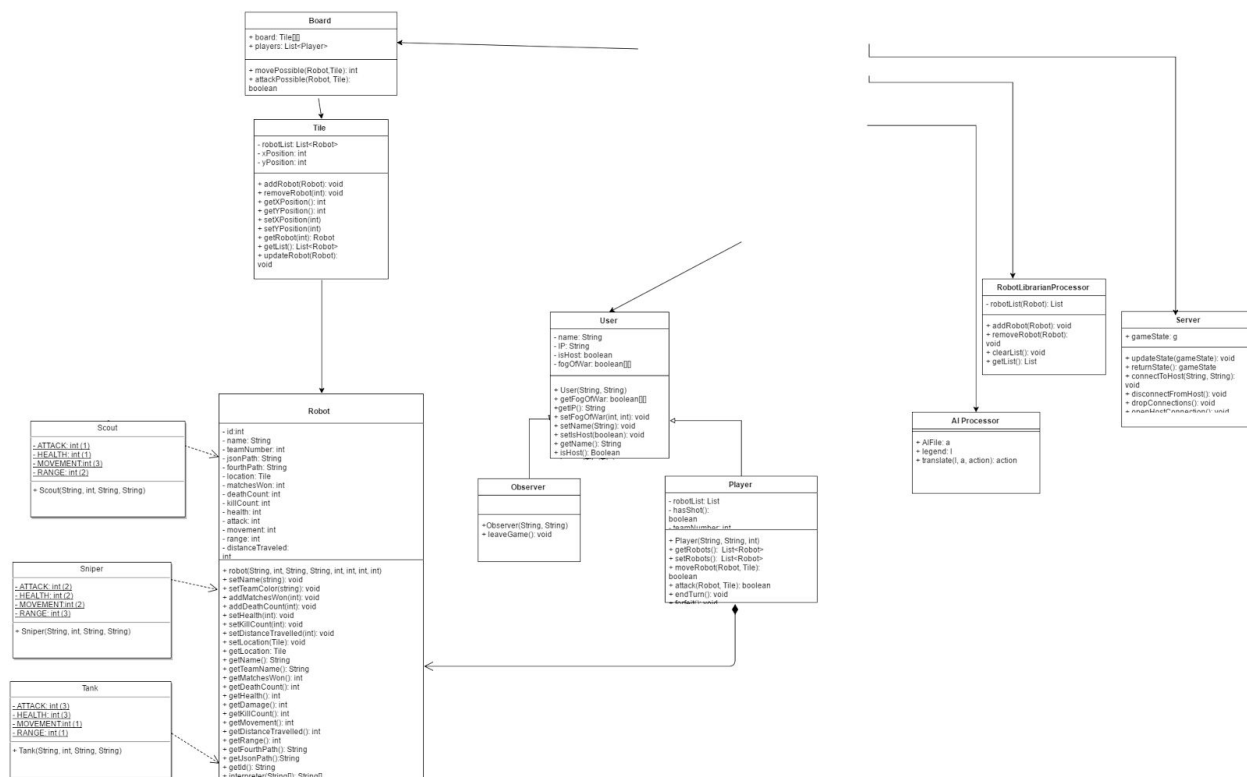 Board
+ board: Tile[][]
+ players: List<Player>
+ movePossible(Robot,Tile): int
+ attackPossible(Robot, Tile):
boolean
Tile
- robotList: List<Robot>
- xPosition: int
- yPosition: int
+ addRobot(Robot): void
+ removeRobot(int): void
+ getXPosition(): int
+ getYPosition(): int
+ setXPosition(int)
+ setYPosition(int)
+ getRobot(int): Robot
+ getList(): List<Robot>
+ updateRobot(Robot):
void
Robot
- id:int
- name: String
- teamNumber: int
- jsonPath: String
- fourthPath: String
- location: Tile
- matchesWon: int
- deathCount: int
- killCount: int
- health: int
- attack: int
- movement: int
- range: int
- distanceTraveled:
int
+ robot(String, int, String, String, int, int, int, int)
+ setName(string): void
+ setTeamColor(string): void
+ addMatchesWon(int): void
+ addDeathCount(int): void
+ setHealth(int): void
+ setKillCount(int): void
+ setDistanceTravelled(int): void
+ setLocation(Tile): void
+ getLocation: Tile
+ getName(): String
+ getTeamName(): String
+ getMatchesWon(): int
+ getDeathCount(): int
+ getHealth(): int
+ getDamage(): int
+ getKillCount(): int
+ getMovement(): int
+ getDistanceTravelled(): int
+ getRange(): int
+ getFourthPath(): String
+ getJsonPath():String
+ getId(): String
+ interpreter(String[]): String[]
Scout
- ATTACK: int (1)
- HEALTH: int (1)
- MOVEMENT:int (3)
- RANGE: int (2)
+ Scout(String, int, String, String)
Sniper
- ATTACK: int (2)
- HEALTH: int (2)
- MOVEMENT:int (2)
- RANGE: int (3)
+ Sniper(String, int, String, String)
Tank
- ATTACK: int (3)
- HEALTH: int (3)
- MOVEMENT:int (1)
- RANGE: int (1)
+ Tank(String, int, String, String)
User
- name: String
- IP: String
- isHost: boolean
- fogOfWar: boolean[][]
+ User(String, String)
+ getFogOfWar: boolean[][]
+getIP(): String
+ setFogOfWar(int, int): void
+ setName(String): void
+ setIsHost(boolean): void
+ getName(): String
+ isHost(): Boolean
Observer
+Observer(String, String)
+ leaveGame(): void
Player
- robotList: List
- hasShot():
boolean
- teamNumber: int
+ Player(String, String, int)
+ getRobots(): List<Robot>
+ setRobots(): List<Robot>
+ moveRobot(Robot, Tile):
boolean
+ attack(Robot, Tile): boolean
+ endTurn(): void
+ forfeit(): void
RobotLibrarianProcessor
- robotList(Robot): List
+ addRobot(Robot): void
+ removeRobot(Robot):
void
+ clearList(): void
+ getList(): List
AI Processor
+ AIFile: a
+ legend: l
+ translate(l, a, action): action
Server
+ gameState: g
+ updateState(gameState): void
+ returnState(): gameState
+ connectToHost(String, String):
void
+ disconnectFromHost(): void
+ dropConnections(): void
+ openHostConnection(): void